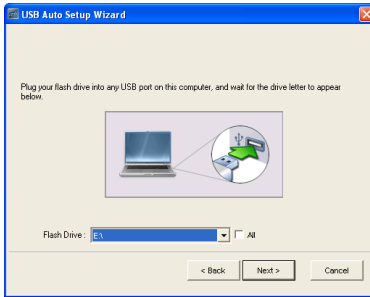 USB Auto Setup Wizard
Plug your flash drive into any USB port on this computer, and wait for the drive letter to appear
below.
Flash Drive : E:\ All
< Back Next > Cancel